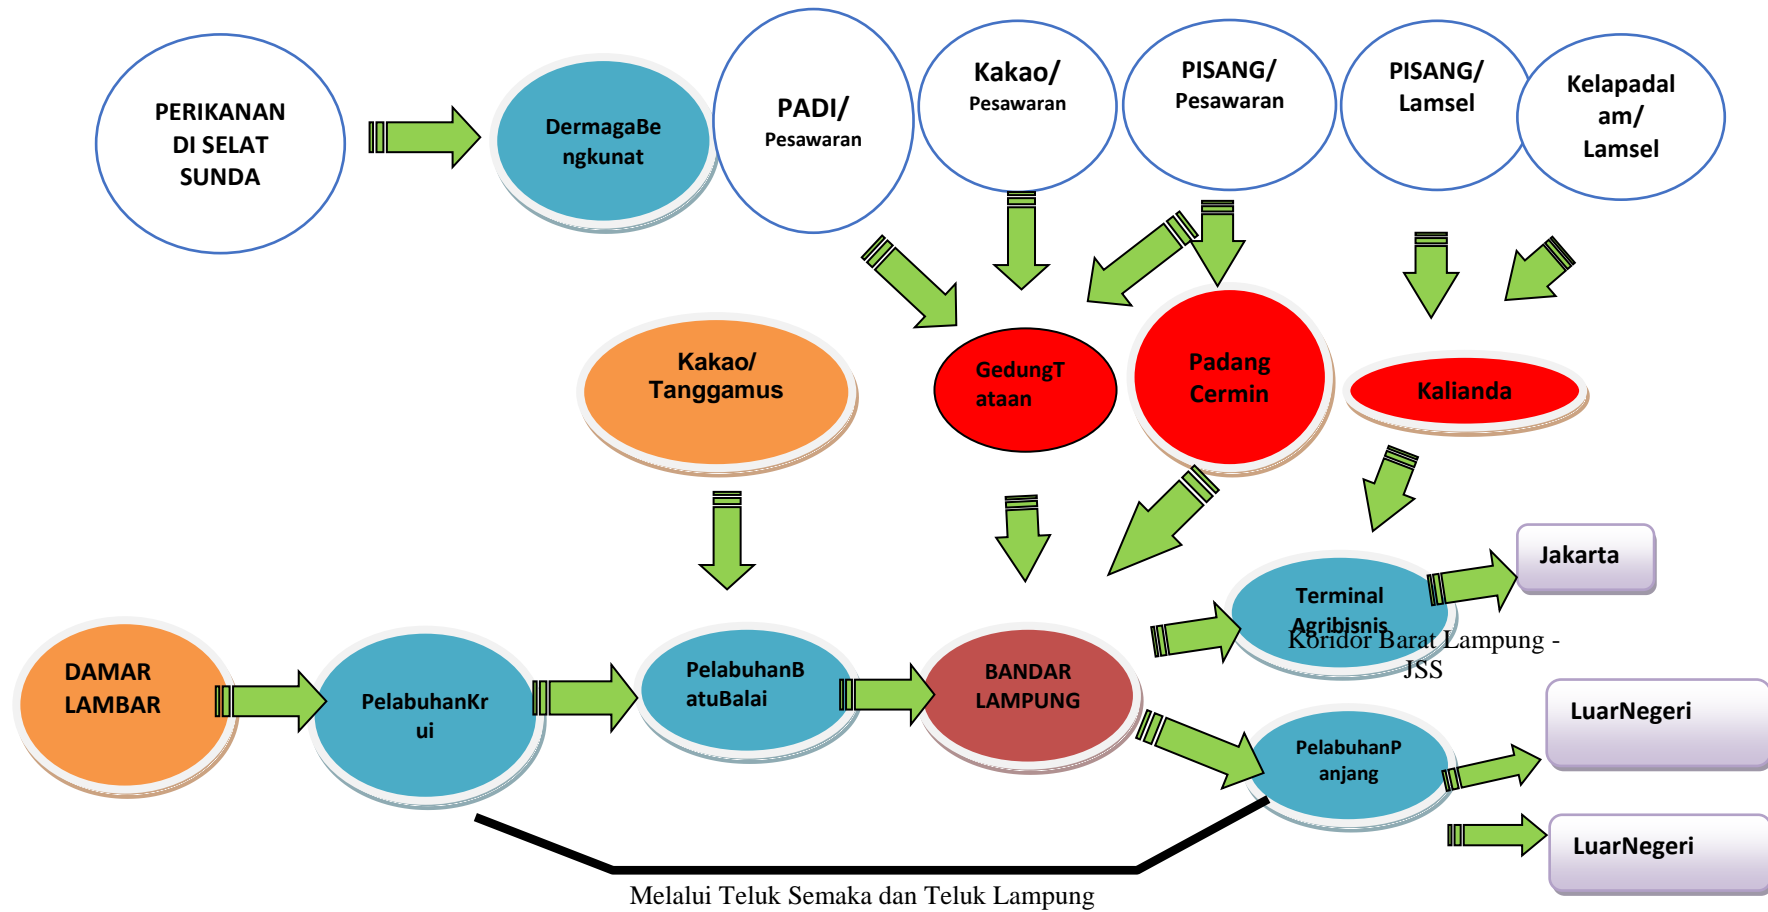 PERIKANAN
DI SELAT
SUNDA
DermagaBe
ngkunat
PADI/
Pesawaran
Kakao/
Pesawaran
PISANG/
Pesawaran
PISANG/
Lamsel
Kelapadal
am/
Lamsel
Kakao/
Tanggamus
GedungT
ataan
Padang
Cermin
Kalianda
DAMAR
LAMBAR
PelabuhanKr
ui
PelabuhanB
atuBalai
BANDAR
LAMPUNG
Terminal
Agribisnis
Koridor Barat Lampung -
JSS
Jakarta
PelabuhanP
anjang
LuarNegeri
LuarNegeri
Melalui Teluk Semaka dan Teluk Lampung